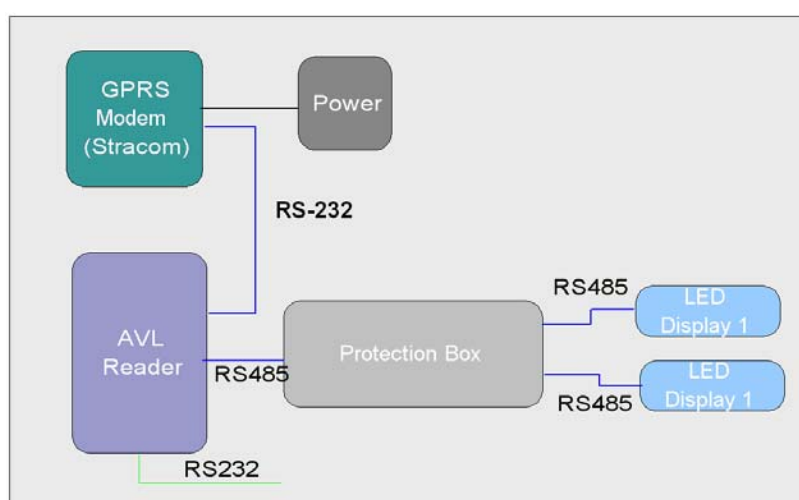 GPRS
Modem
(Stracom)
Power
RS-232
AVL
Reader
RS485
Protection Box
RS485
LED
Display 1
RS485
LED
Display 1
RS232